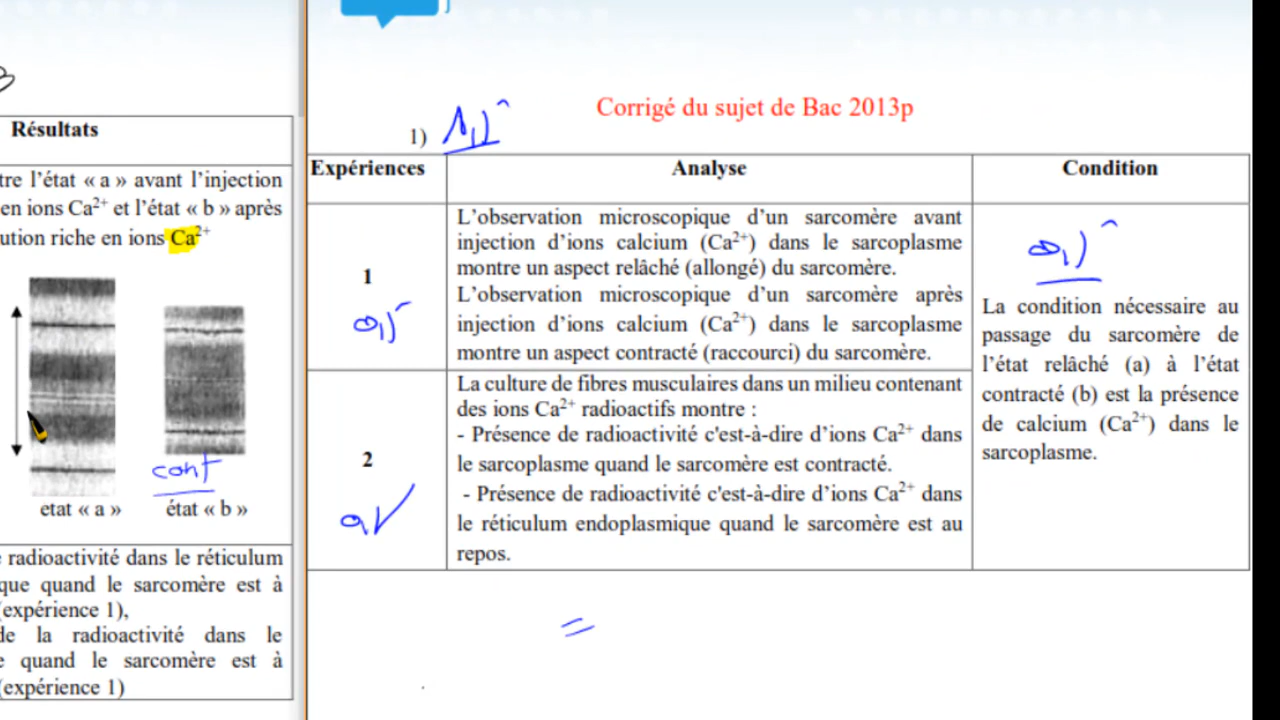 Résultats
tre l'état « a » avant l'injection
en ions Ca²⁺ et l'état « b » après
ution riche en ions Ca²⁺
cont
etat « a »
état « b »
radioactivité dans le réticulum
que quand le sarcomère est à
(expérience 1),
de la radioactivité dans le
e quand le sarcomère est à
(expérience 1)
Corrigé du sujet de Bac 2013p
1)
Expériences
Analyse
Condition
1
L'observation microscopique d'un sarcomère avant
injection d'ions calcium (Ca²⁺) dans le sarcoplasme
montre un aspect relâché (allongé) du sarcomère.
L'observation microscopique d'un sarcomère après
injection d'ions calcium (Ca²⁺) dans le sarcoplasme
montre un aspect contracté (raccourci) du sarcomère.
La condition nécessaire au
passage du sarcomère de
l'état relâché (a) à l'état
contracté (b) est la présence
de calcium (Ca²⁺) dans le
sarcoplasme.
2
La culture de fibres musculaires dans un milieu contenant
des ions Ca²⁺ radioactifs montre :
- Présence de radioactivité c'est-à-dire d'ions Ca²⁺ dans
le sarcoplasme quand le sarcomère est contracté.
- Présence de radioactivité c'est-à-dire d'ions Ca²⁺ dans
le réticulum endoplasmique quand le sarcomère est au
repos.